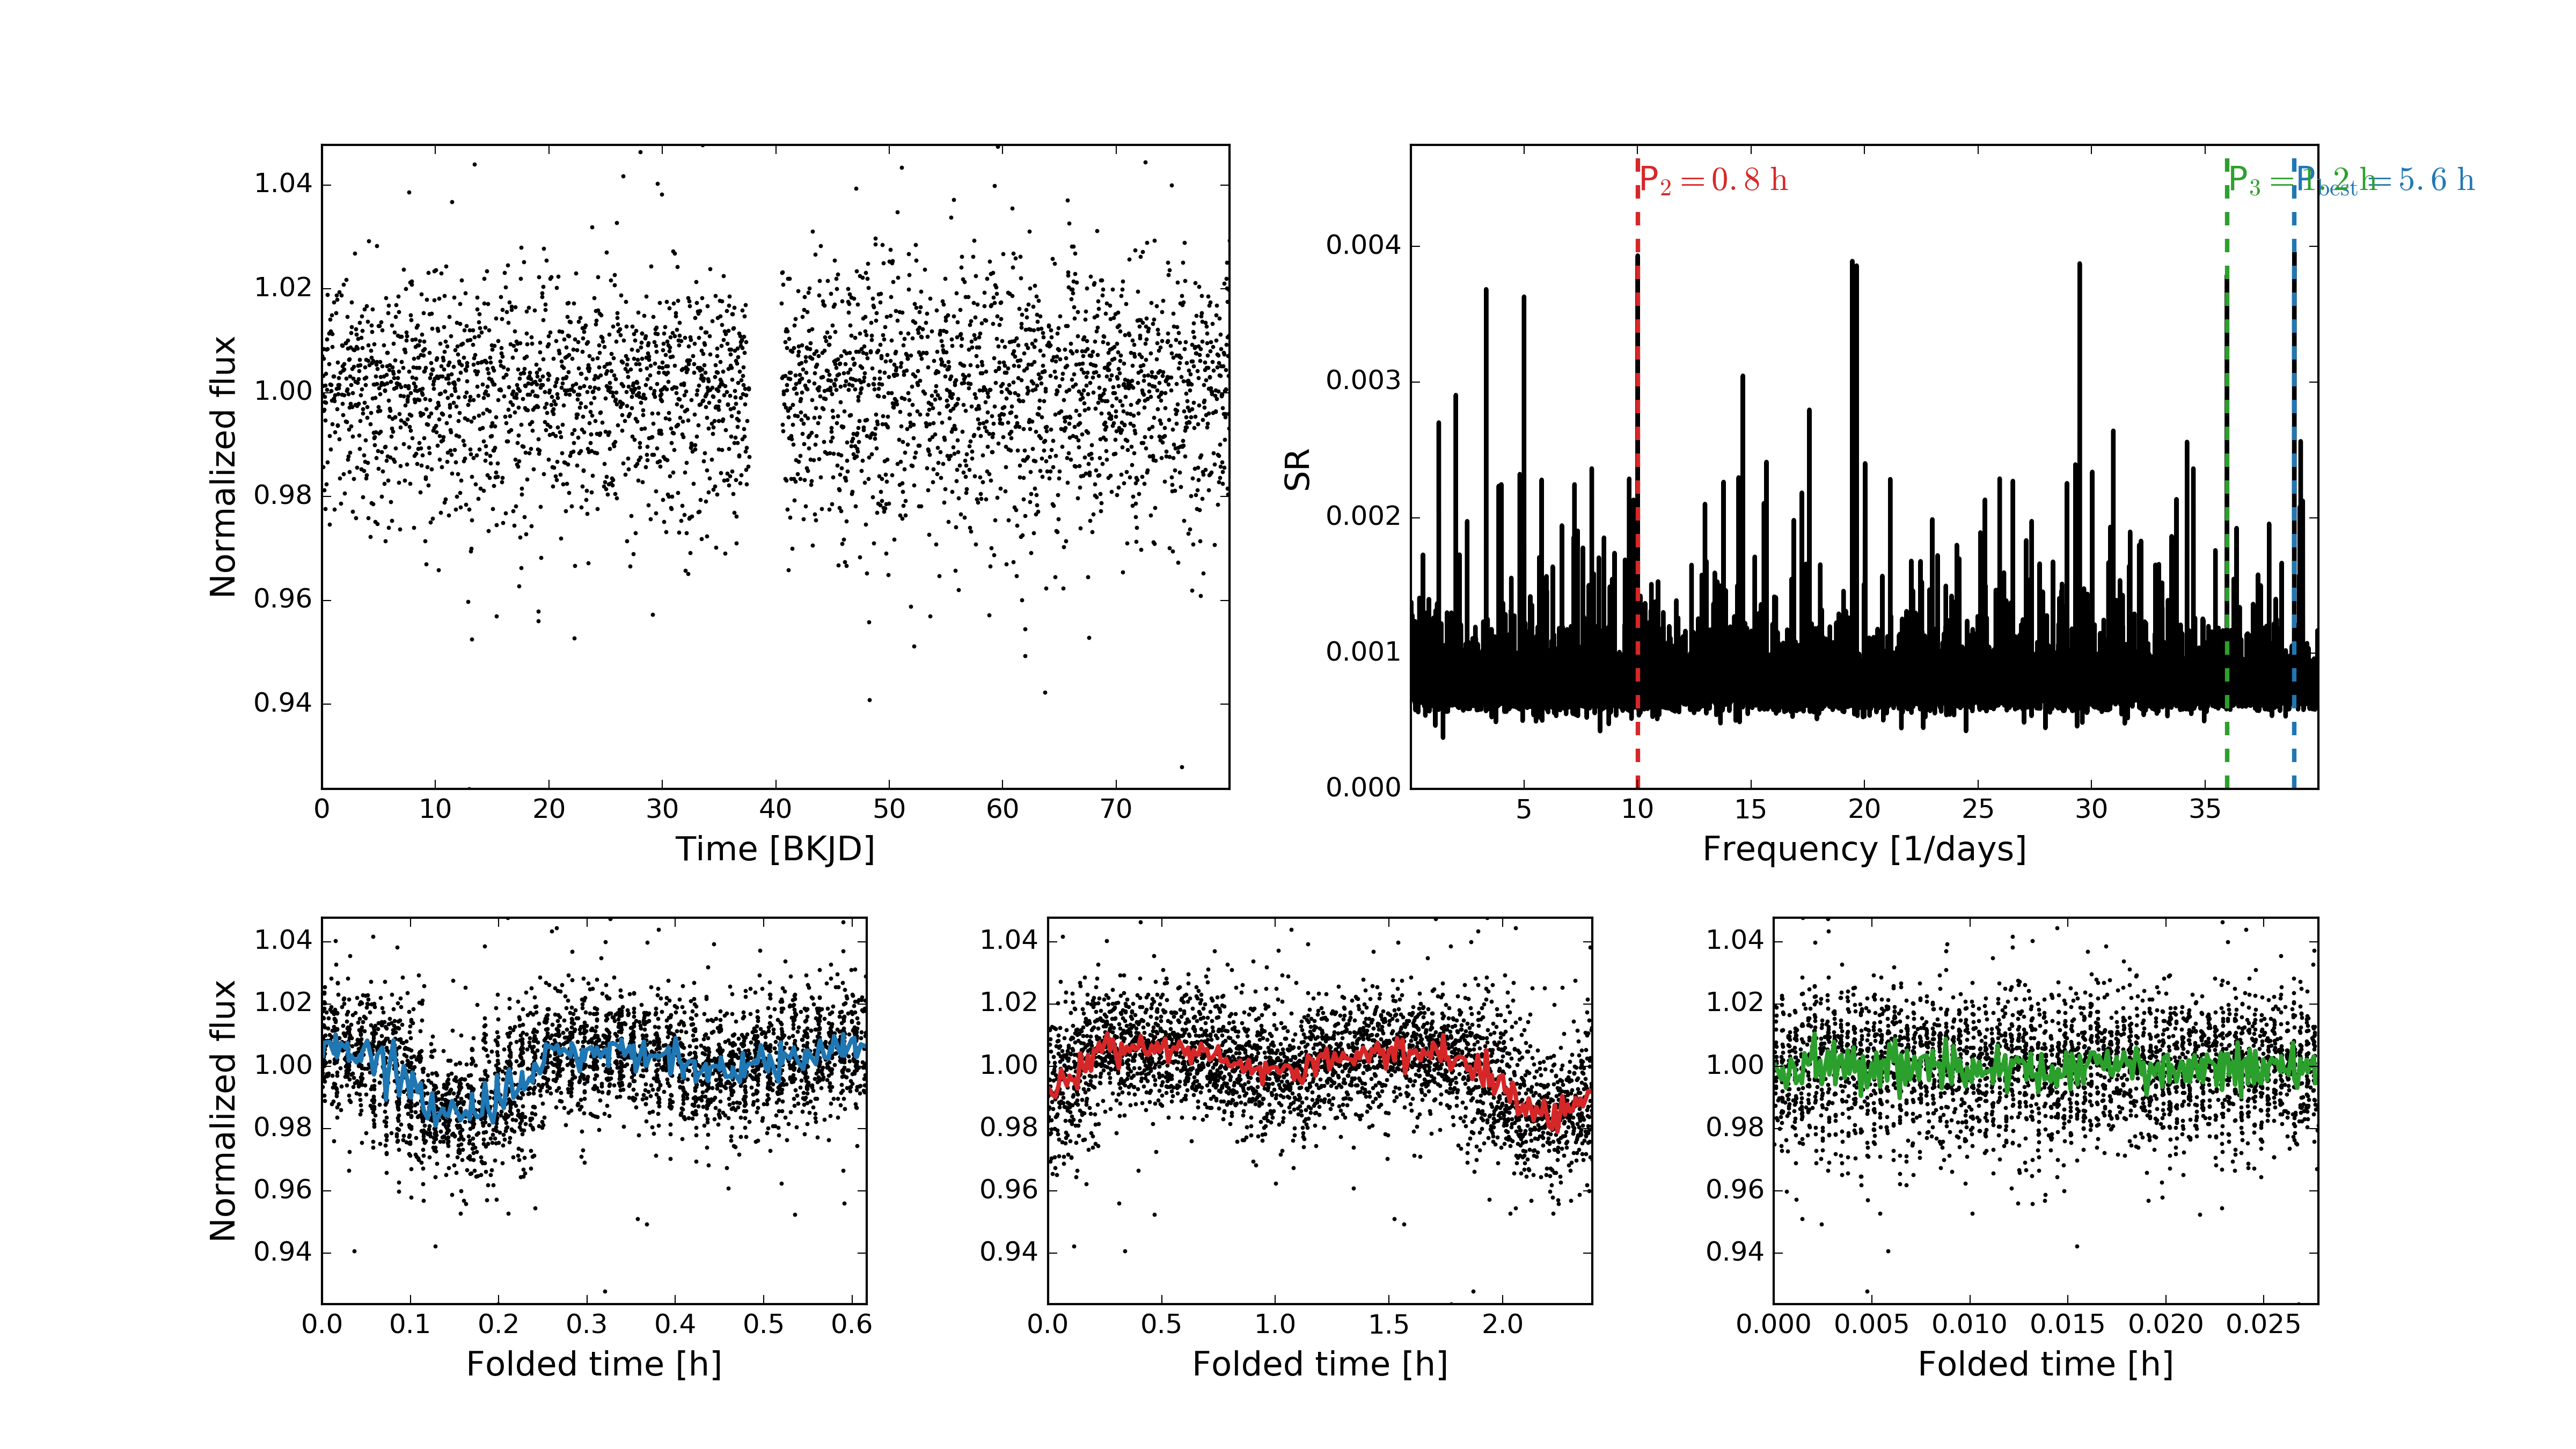 1.04
1.02
1.00
0.98
0.96
0.94
Normalized flux
0 10 20 30 40 50 60 70
Time [BKJD]
P2 = 0.8 h
P3 = 1.2 h
Pbest = 5.6 h
0.004
0.003
0.002
0.001
0.000
SR
5 10 15 20 25 30 35
Frequency [1/days]
1.04
1.02
1.00
0.98
0.96
0.94
Normalized flux
0.0 0.1 0.2 0.3 0.4 0.5 0.6
Folded time [h]
1.04
1.02
1.00
0.98
0.96
0.94
0.0 0.5 1.0 1.5 2.0
Folded time [h]
1.04
1.02
1.00
0.98
0.96
0.94
0.000 0.005 0.010 0.015 0.020 0.025
Folded time [h]